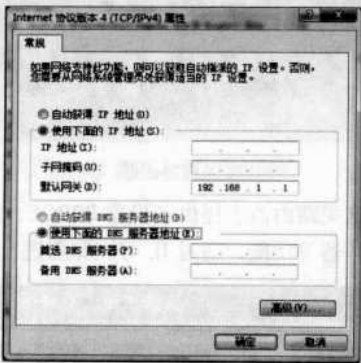 Internet 协议版本 4 (TCP/IPv4) 属性
常规
如果网络支持此功能，则可以获取自动指派的 IP 设置。否则，
您需要从网络系统管理员处获得适当的 IP 设置。
自动获得 IP 地址(O)
使用下面的 IP 地址(S):
IP 地址(I):
子网掩码(U):
默认网关(D): 192 .168 . 1 . 1
自动获得 DNS 服务器地址(B)
使用下面的 DNS 服务器地址(E):
首选 DNS 服务器(P):
备用 DNS 服务器(A):
高级(V)...
确定 取消